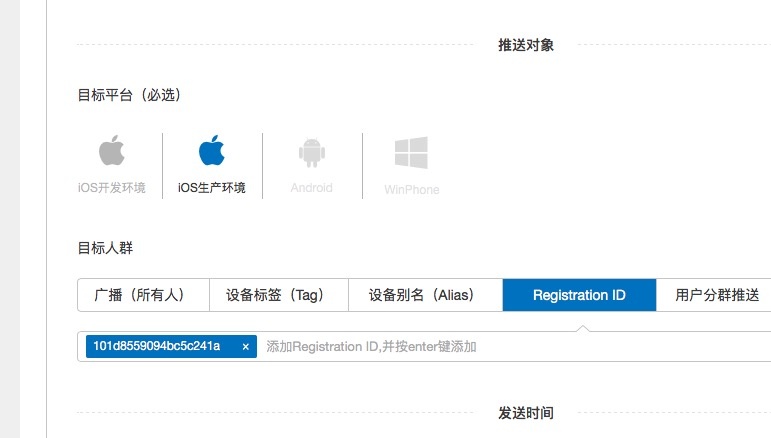 推送对象
目标平台（必选）
iOS开发环境 iOS生产环境 Android WinPhone
目标人群
广播（所有人） 设备标签（Tag） 设备别名（Alias） Registration ID 用户分群推送
101d8559094bc5c241a × 添加Registration ID,并按enter键添加
发送时间